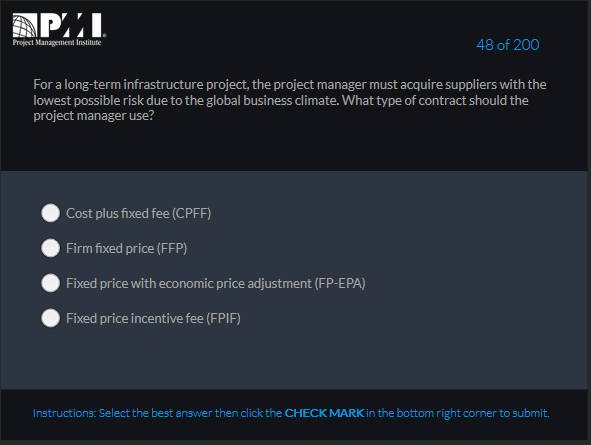 PMI
Project Management Institute
48 of 200
For a long-term infrastructure project, the project manager must acquire suppliers with the
lowest possible risk due to the global business climate. What type of contract should the
project manager use?
Cost plus fixed fee (CPFF)
Firm fixed price (FFP)
Fixed price with economic price adjustment (FP-EPA)
Fixed price incentive fee (FPIF)
Instructions: Select the best answer then click the CHECK MARK in the bottom right corner to submit.